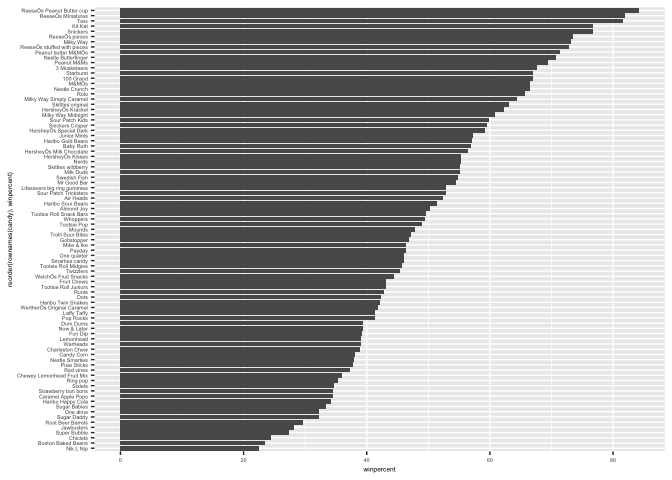 ReeseÕs Peanut Butter cup
ReeseÕs Miniatures
Twix
Kit Kat
Snickers
ReeseÕs pieces
Milky Way
ReeseÕs stuffed with pieces
Peanut butter M&MÕs
Nestle Butterfinger
Peanut M&Ms
3 Musketeers
Starburst
100 Grand
M&MÕs
Nestle Crunch
Rolo
Milky Way Simply Caramel
Skittles original
HersheyÕs Krackel
Milky Way Midnight
Sour Patch Kids
Snickers Crisper
HersheyÕs Special Dark
Junior Mints
Haribo Gold Bears
Baby Ruth
HersheyÕs Milk Chocolate
HersheyÕs Kisses
Nerds
Skittles wildberry
Milk Duds
Swedish Fish
Mr Good Bar
Lifesavers big ring gummies
Sour Patch Tricksters
Air Heads
Haribo Sour Bears
Almond Joy
Tootsie Roll Snack Bars
Whoppers
Tootsie Pop
Mounds
Trolli Sour Bites
Gobstopper
Mike & Ike
Payday
One quarter
Smarties candy
Tootsie Roll Midgies
Twizzlers
WelchÕs Fruit Snacks
Fruit Chews
Tootsie Roll Juniors
Runts
Dots
Haribo Twin Snakes
WertherÕs Original Caramel
Laffy Taffy
Pop Rocks
Dum Dums
Now & Later
Fun Dip
Lemonhead
Warheads
Charleston Chew
Candy Corn
Nestle Smarties
Pixie Sticks
Red vines
Chewey Lemonhead Fruit Mix
Ring pop
Sixlets
Strawberry bon bons
Caramel Apple Pops
Haribo Happy Cola
Sugar Babies
One dime
Sugar Daddy
Root Beer Barrels
Jawbusters
Super Bubble
Chiclets
Boston Baked Beans
Nik L Nip
reorder(rownames(candy), winpercent)
0 20 40 60 80
winpercent